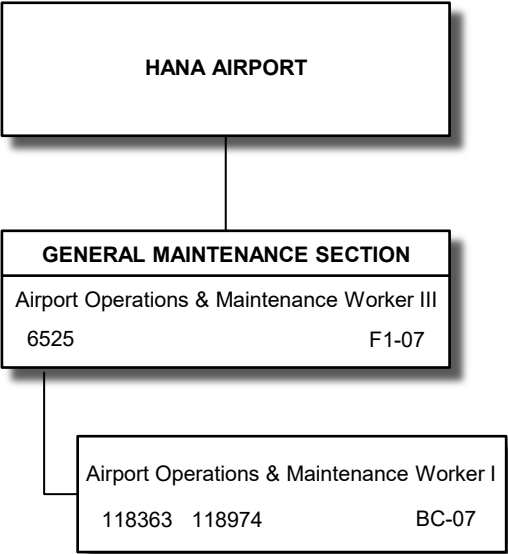 HANA AIRPORT
GENERAL MAINTENANCE SECTION
Airport Operations & Maintenance Worker III
6525 F1-07
Airport Operations & Maintenance Worker I
118363 118974 BC-07